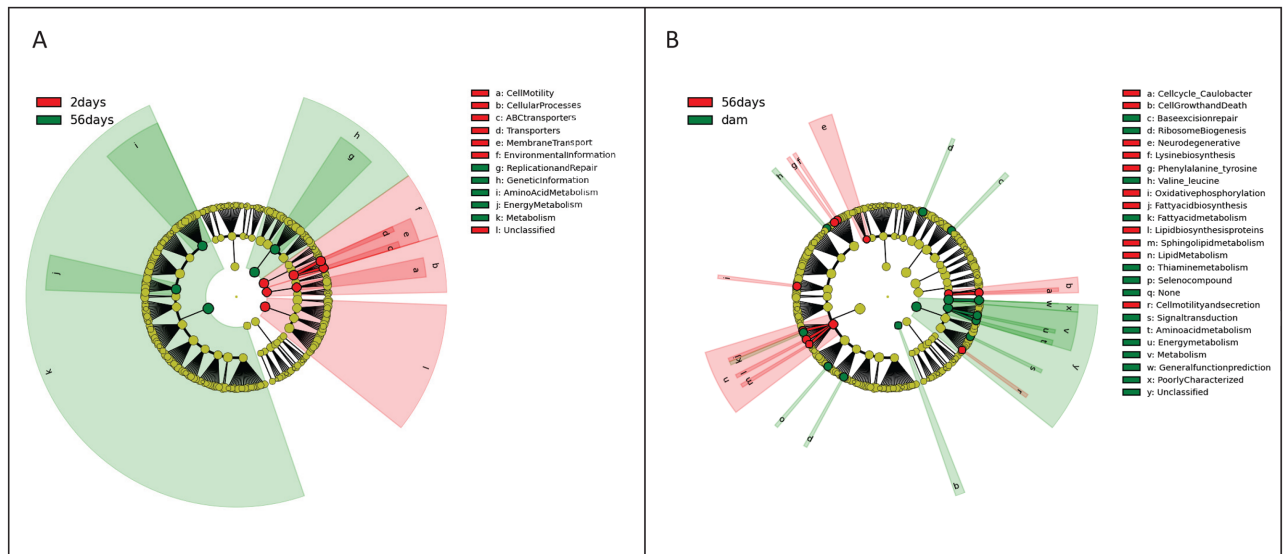 A
2days
56days
a: CellMotility
b: CellularProcesses
c: ABCtransporters
d: Transporters
e: MembraneTransport
f: EnvironmentalInformation
g: ReplicationandRepair
h: GeneticInformation
i: AminoAcidMetabolism
j: EnergyMetabolism
k: Metabolism
l: Unclassified
h
g
i
f
e
d
c
b
a
j
k
l
B
56days
dam
a: Cellcycle_Caulobacter
b: CellGrowthandDeath
c: Baseexcisionrepair
d: RibosomeBiogenesis
e: Neurodegenerative
f: Lysinebiosynthesis
g: Phenylalanine_tyrosine
h: Valine_leucine
i: Oxidativephosphorylation
j: Fattyacidbiosynthesis
k: Fattyacidmetabolism
l: Lipidbiosynthesisproteins
m: Sphingolipidmetabolism
n: LipidMetabolism
o: Thiaminemetabolism
p: Selenocompound
q: None
r: Cellmotilityandsecretion
s: Signaltransduction
t: Aminoacidmetabolism
u: Energymetabolism
v: Metabolism
w: Generalfunctionprediction
x: PoorlyCharacterized
y: Unclassified
e
d
f
g
h
c
i
b
a
w
x
v
u
t
y
s
r
k
l
m
n
o
p
q